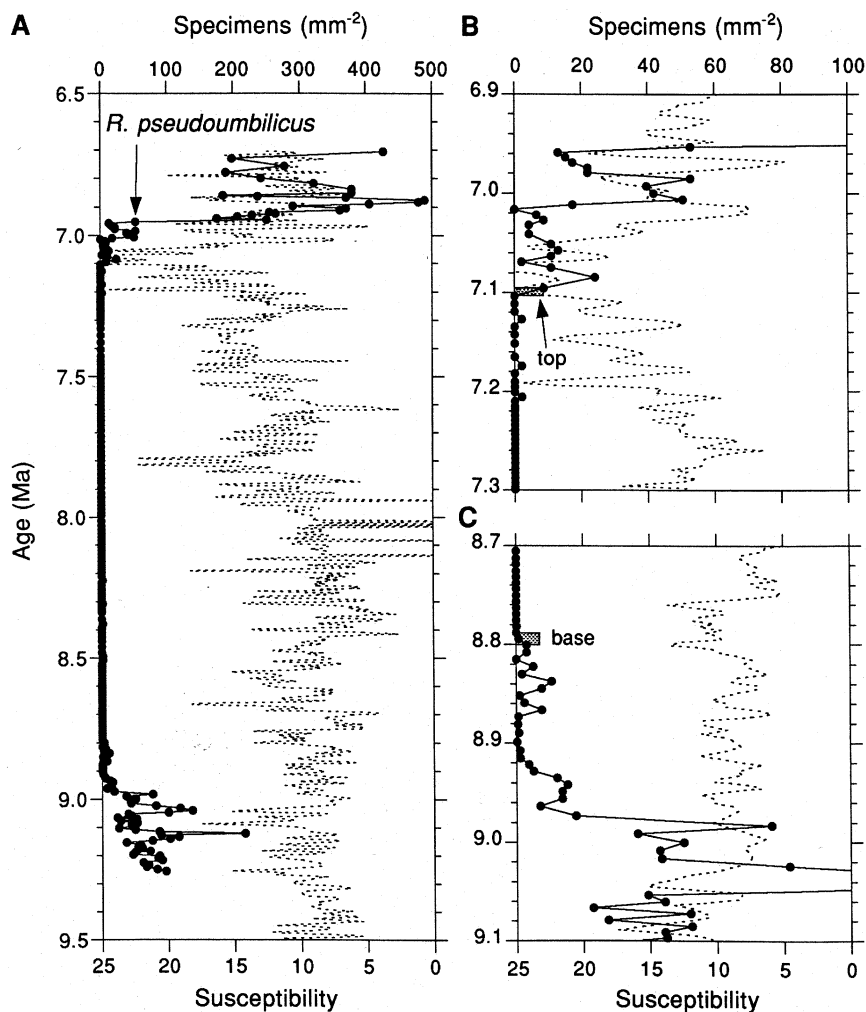 A
Specimens (mm-2)
0 100 200 300 400 500
6.5
R. pseudoumbilicus
7.0
7.5
8.0
8.5
9.0
9.5
Age (Ma)
25 20 15 10 5 0
Susceptibility
B
Specimens (mm-2)
0 20 40 60 80 100
6.9
7.0
7.1
top
7.2
7.3
C
8.7
8.8
base
8.9
9.0
9.1
25 20 15 10 5 0
Susceptibility